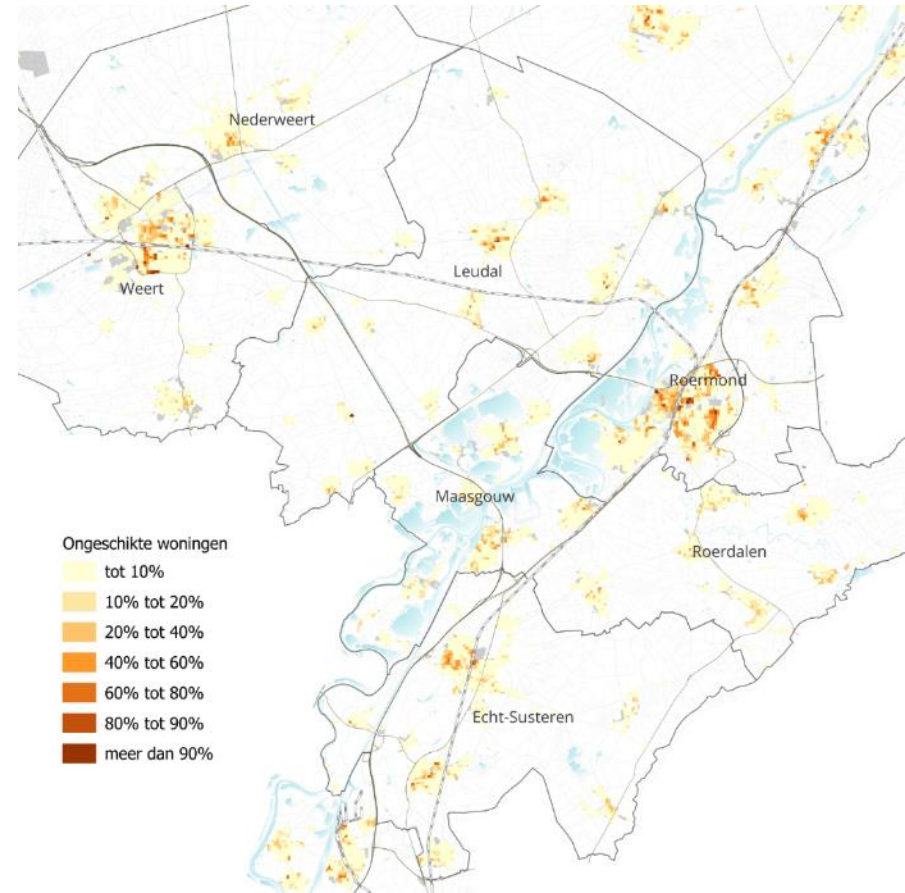 Nederweert
Weert
Leudal
Roermond
Maasgouw
Roerdalen
Ongeschikte woningen
tot 10%
10% tot 20%
20% tot 40%
40% tot 60%
60% tot 80%
80% tot 90%
meer dan 90%
Echt-Susteren